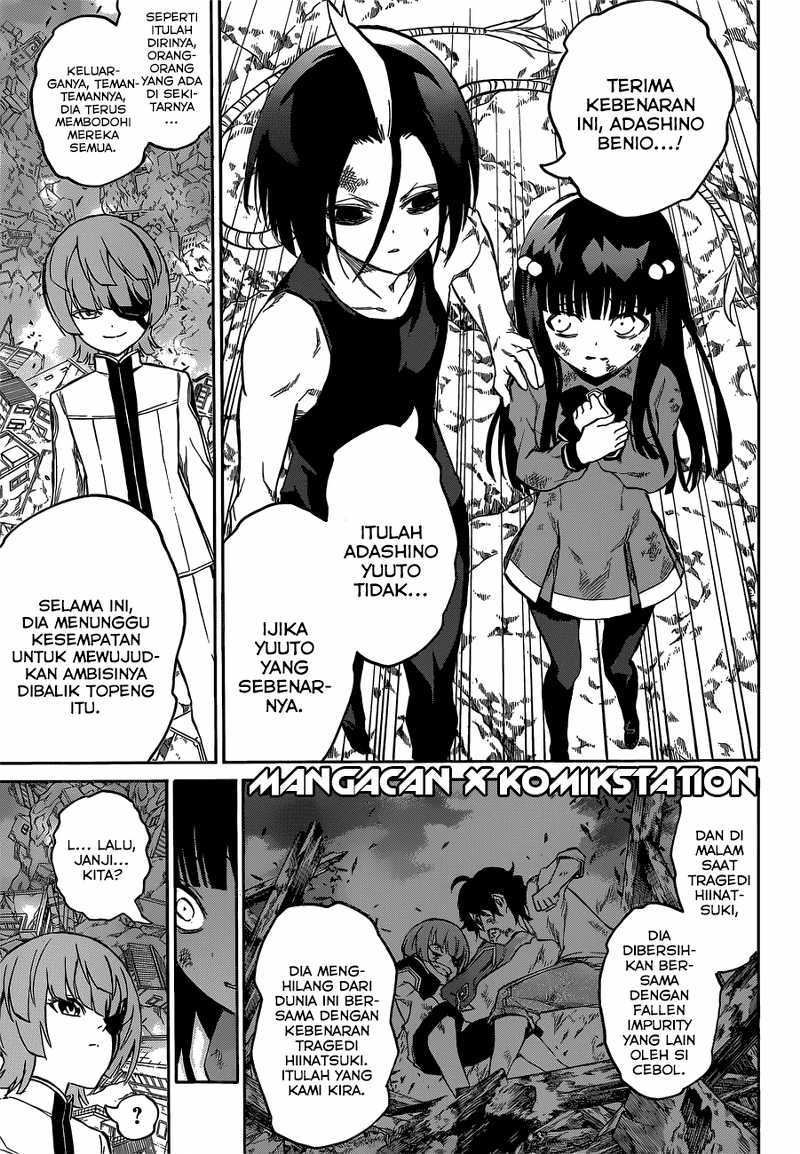 TERIMA
KEBENARAN
INI, ADASHINO
BENIO...!
ITULAH
ADASHINO
YUUTO
TIDAK...
IJIKA
YUUTO
YANG
SEBENAR-
NYA.
SEPERTI
ITULAH
DIRINYA,
ORANG-
ORANG
YANG ADA
DI SEKI-
TARNYA
...
KELUAR-
GANYA, TEMAN-
TEMANNYA,
DIA TERUS
MEMBODOHI
MEREKA
SEMUA.
SELAMA INI,
DIA MENUNGGU
KESEMPATAN
UNTUK MEWUJUD-
KAN AMBISINYA
DIBALIK TOPENG
ITU.
MANGACAN X KOMIKSTATION
DAN DI
MALAM
SAAT
TRAGEDI
HIINAT-
SUKI,
DIA
DIBERSIH-
KAN BER-
SAMA
DENGAN
FALLEN
IMPURITY
YANG LAIN
OLEH SI
CEBOL.
DIA MENG-
HILANG DARI
DUNIA INI BER-
SAMA DENGAN
KEBENARAN
TRAGEDI
HIINATSUKI.
ITULAH YANG
KAMI KIRA.
L... LALU,
JANJI...
KITA?
?